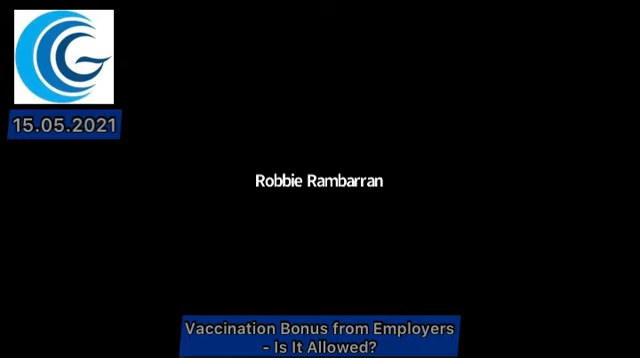 15.05.2021
Robbie Rambarran
Vaccination Bonus from Employers
- Is It Allowed?